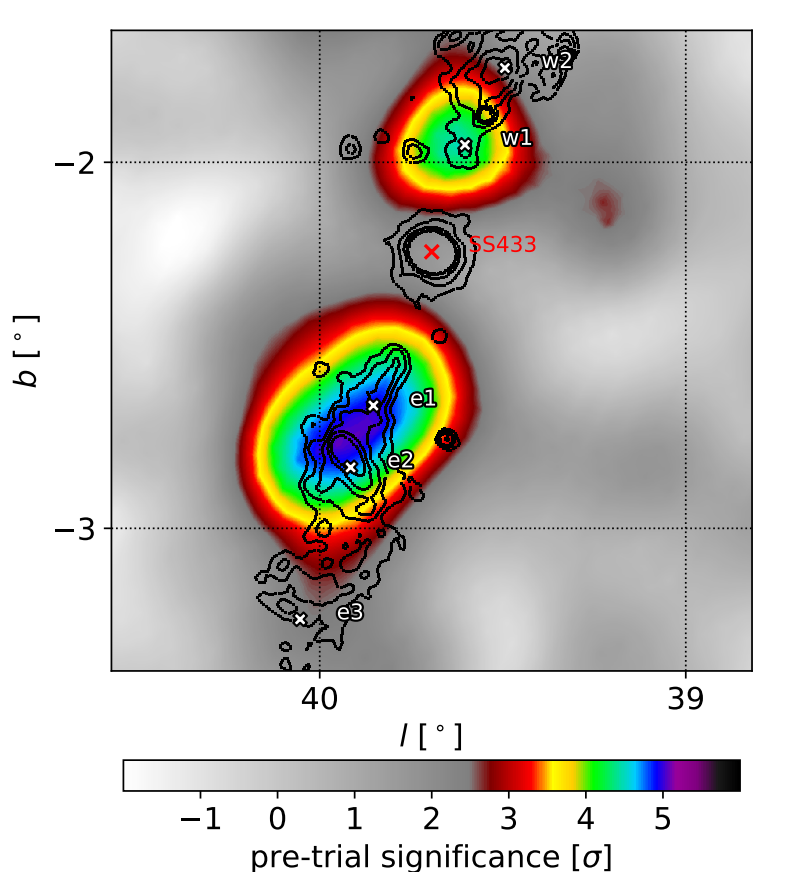 w2
w1
−2
SS433
b [°]
e1
e2
−3
e3
40 39
l [°]
−1 0 1 2 3 4 5
pre-trial significance [σ]